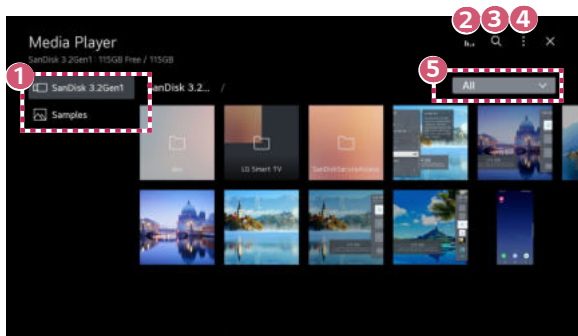 2 3 4
Media Player
SanDisk 3.2Gen1 115GB Free / 115GB
1
5
SanDisk 3.2Gen1
SanDisk 3.2... /
All
Samples
LG Smart TV
SanDiskSecureAccess